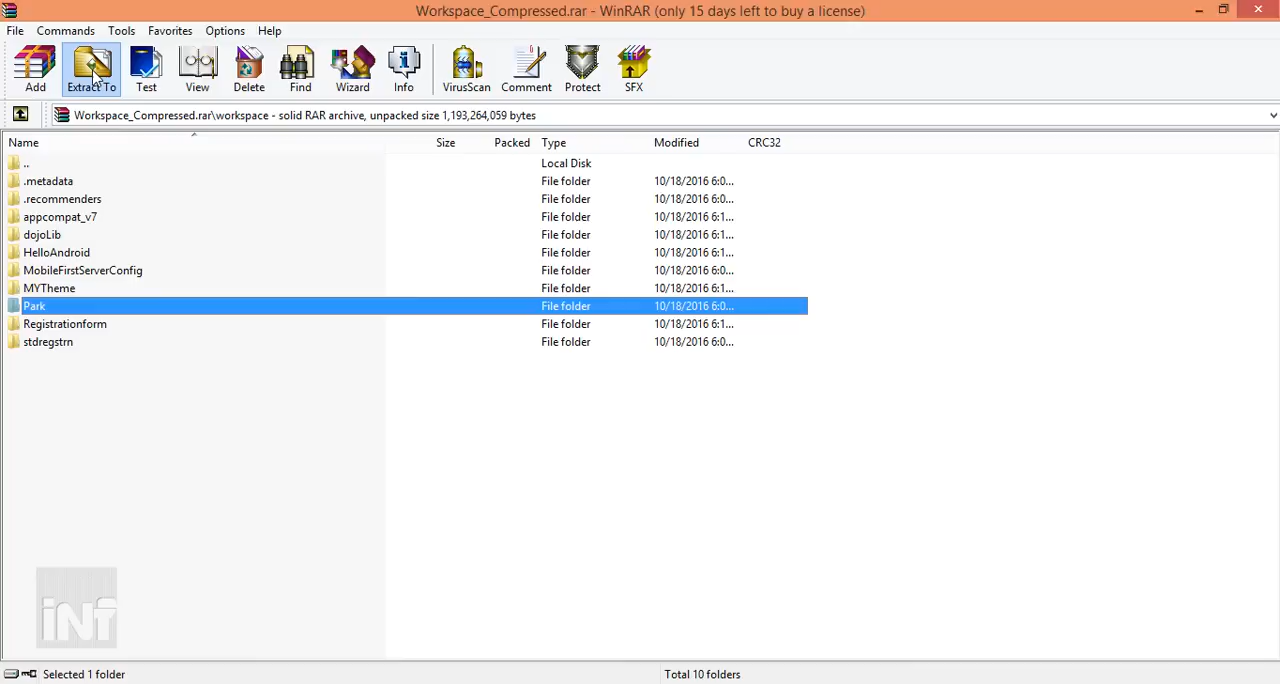 Workspace_Compressed.rar - WinRAR (only 15 days left to buy a license)
File Commands Tools Favorites Options Help
Add Extract To Test View Delete Find Wizard Info VirusScan Comment Protect SFX
Workspace_Compressed.rar\workspace - solid RAR archive, unpacked size 1,193,264,059 bytes
Name Size Packed Type Modified CRC32
.. Local Disk
.metadata File folder 10/18/2016 6:0...
.recommenders File folder 10/18/2016 6:0...
appcompat_v7 File folder 10/18/2016 6:1...
dojoLib File folder 10/18/2016 6:0...
HelloAndroid File folder 10/18/2016 6:1...
MobileFirstServerConfig File folder 10/18/2016 6:0...
MYTheme File folder 10/18/2016 6:1...
Park File folder 10/18/2016 6:0...
Registrationform File folder 10/18/2016 6:1...
stdregstrn File folder 10/18/2016 6:0...
iNT
Selected 1 folder Total 10 folders